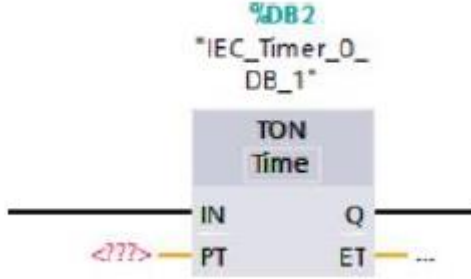 %DB2
"IEC_Timer_0_
DB_1"
TON
Time
IN Q
<???> PT ET ...